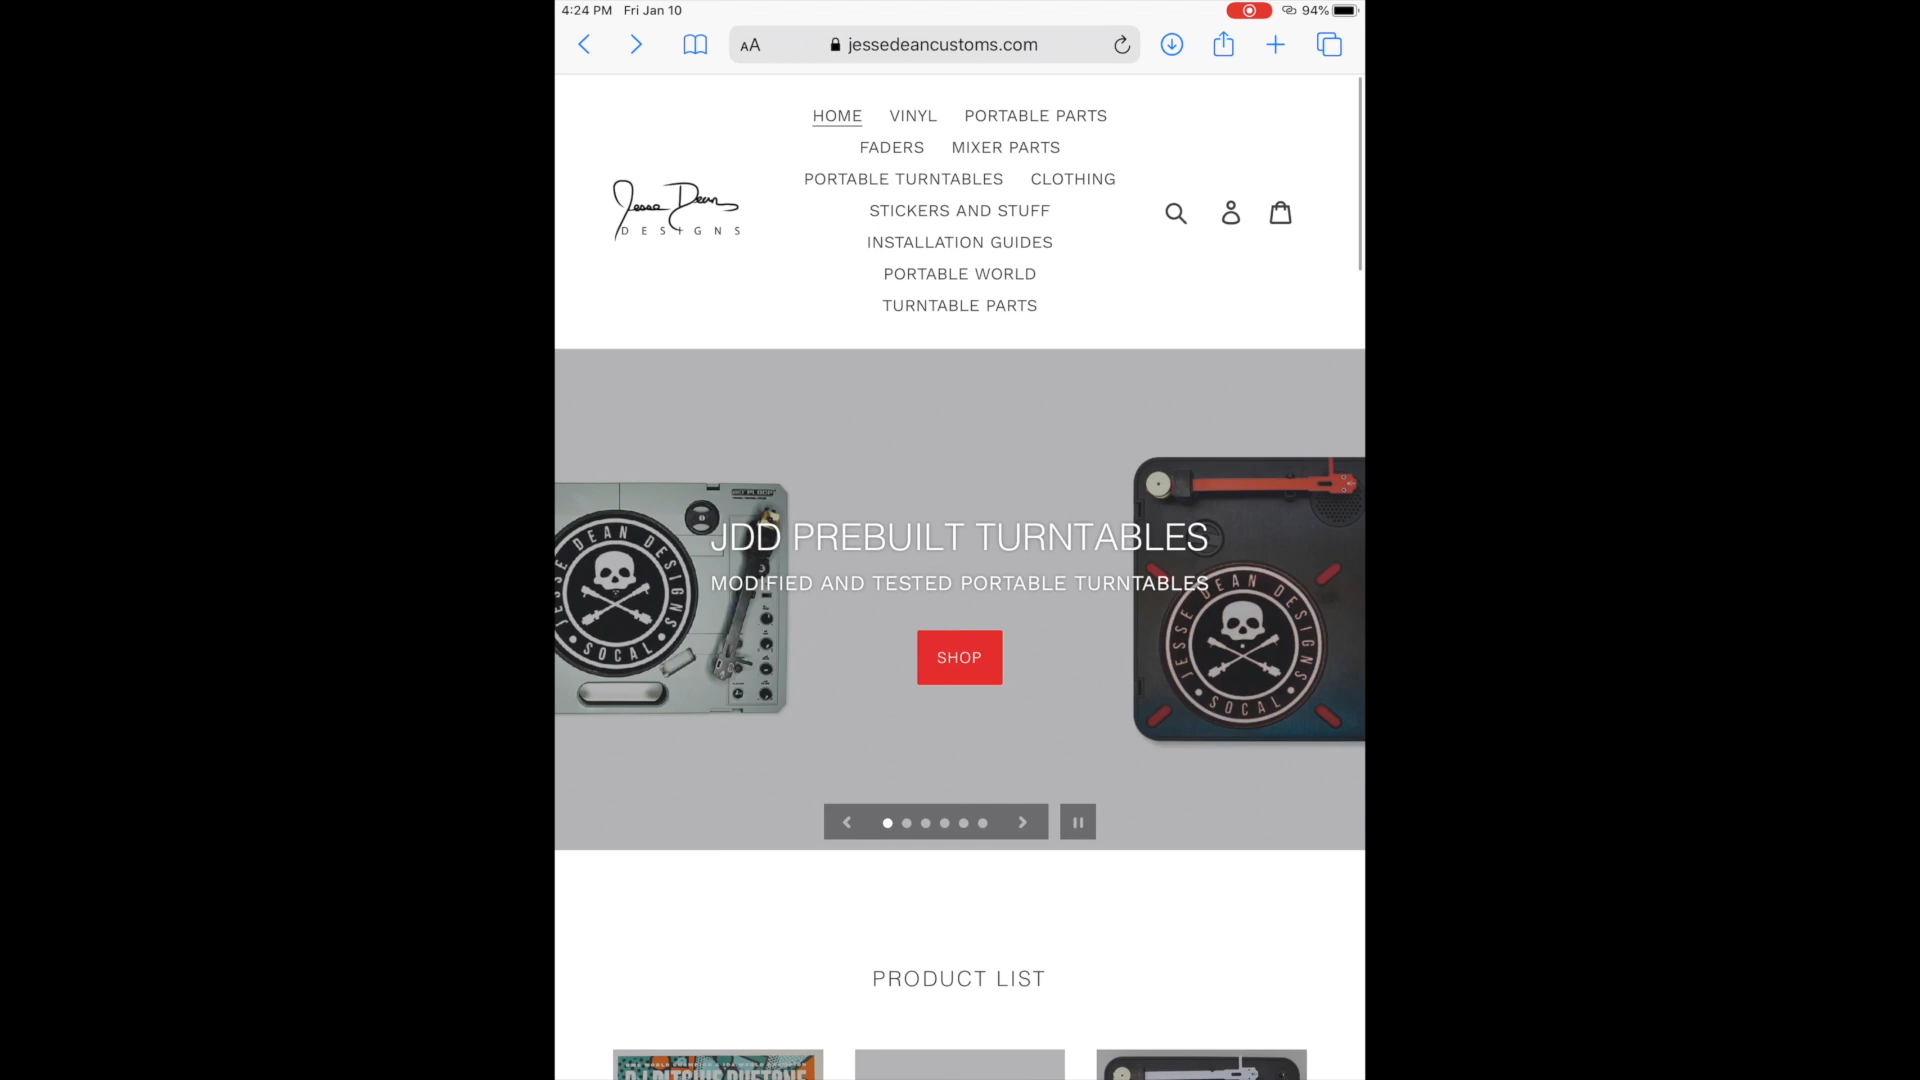 4:24 PM Fri Jan 10
94%
AA jessedeancustoms.com
HOME VINYL PORTABLE PARTS
FADERS MIXER PARTS
PORTABLE TURNTABLES CLOTHING
Jesse Dean
DESIGNS
STICKERS AND STUFF
INSTALLATION GUIDES
PORTABLE WORLD
TURNTABLE PARTS
JDD PREBUILT TURNTABLES
MODIFIED AND TESTED PORTABLE TURNTABLES
JESSE DEAN DESIGNS
SOCAL
JESSE DEAN DESIGNS
SOCAL
SHOP
PRODUCT LIST